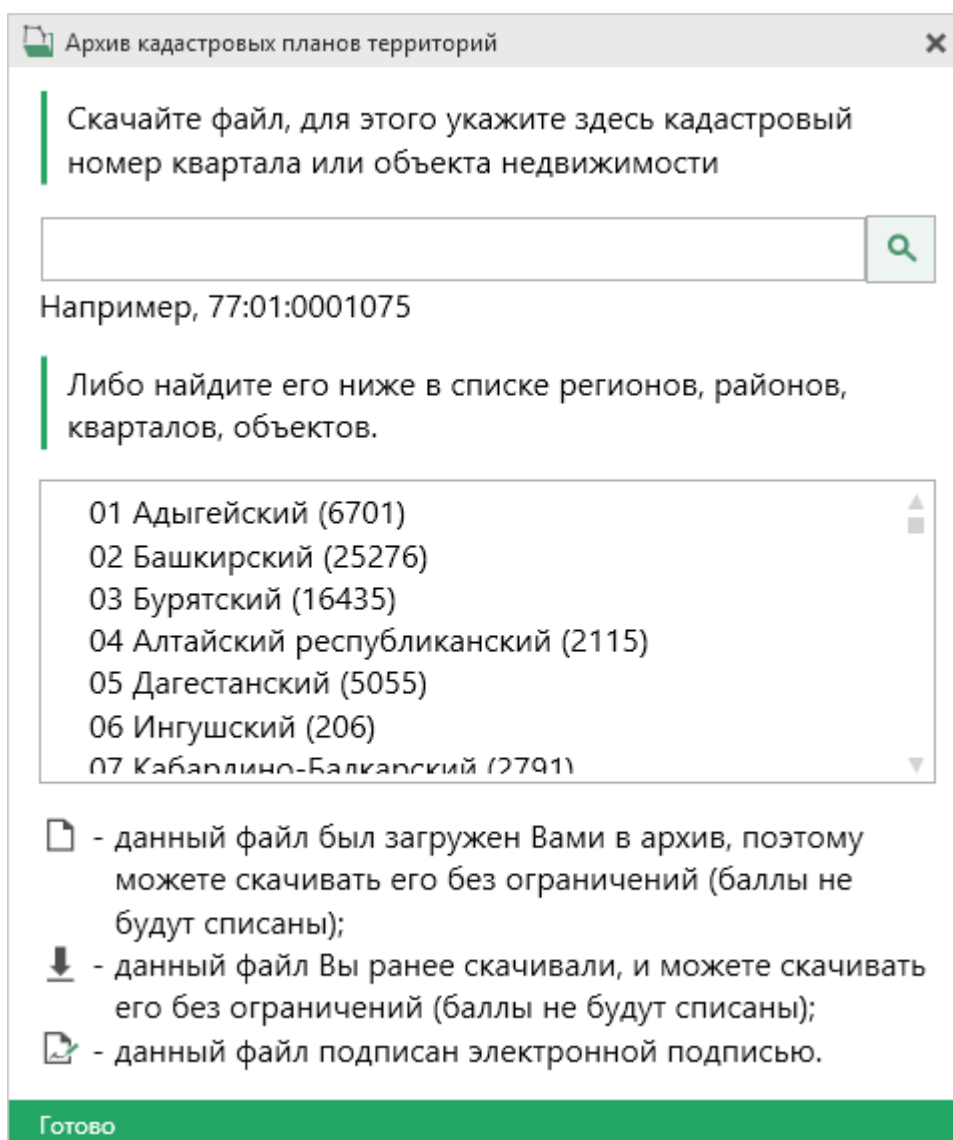 Архив кадастровых планов территорий
Скачайте файл, для этого укажите здесь кадастровый
номер квартала или объекта недвижимости
Например, 77:01:0001075
Либо найдите его ниже в списке регионов, районов,
кварталов, объектов.
01 Адыгейский (6701)
02 Башкирский (25276)
03 Бурятский (16435)
04 Алтайский республиканский (2115)
05 Дагестанский (5055)
06 Ингушский (206)
07 Кабардино-Балкарский (2791)
- данный файл был загружен Вами в архив, поэтому
можете скачивать его без ограничений (баллы не
будут списаны);
- данный файл Вы ранее скачивали, и можете скачивать
его без ограничений (баллы не будут списаны);
- данный файл подписан электронной подписью.
Готово